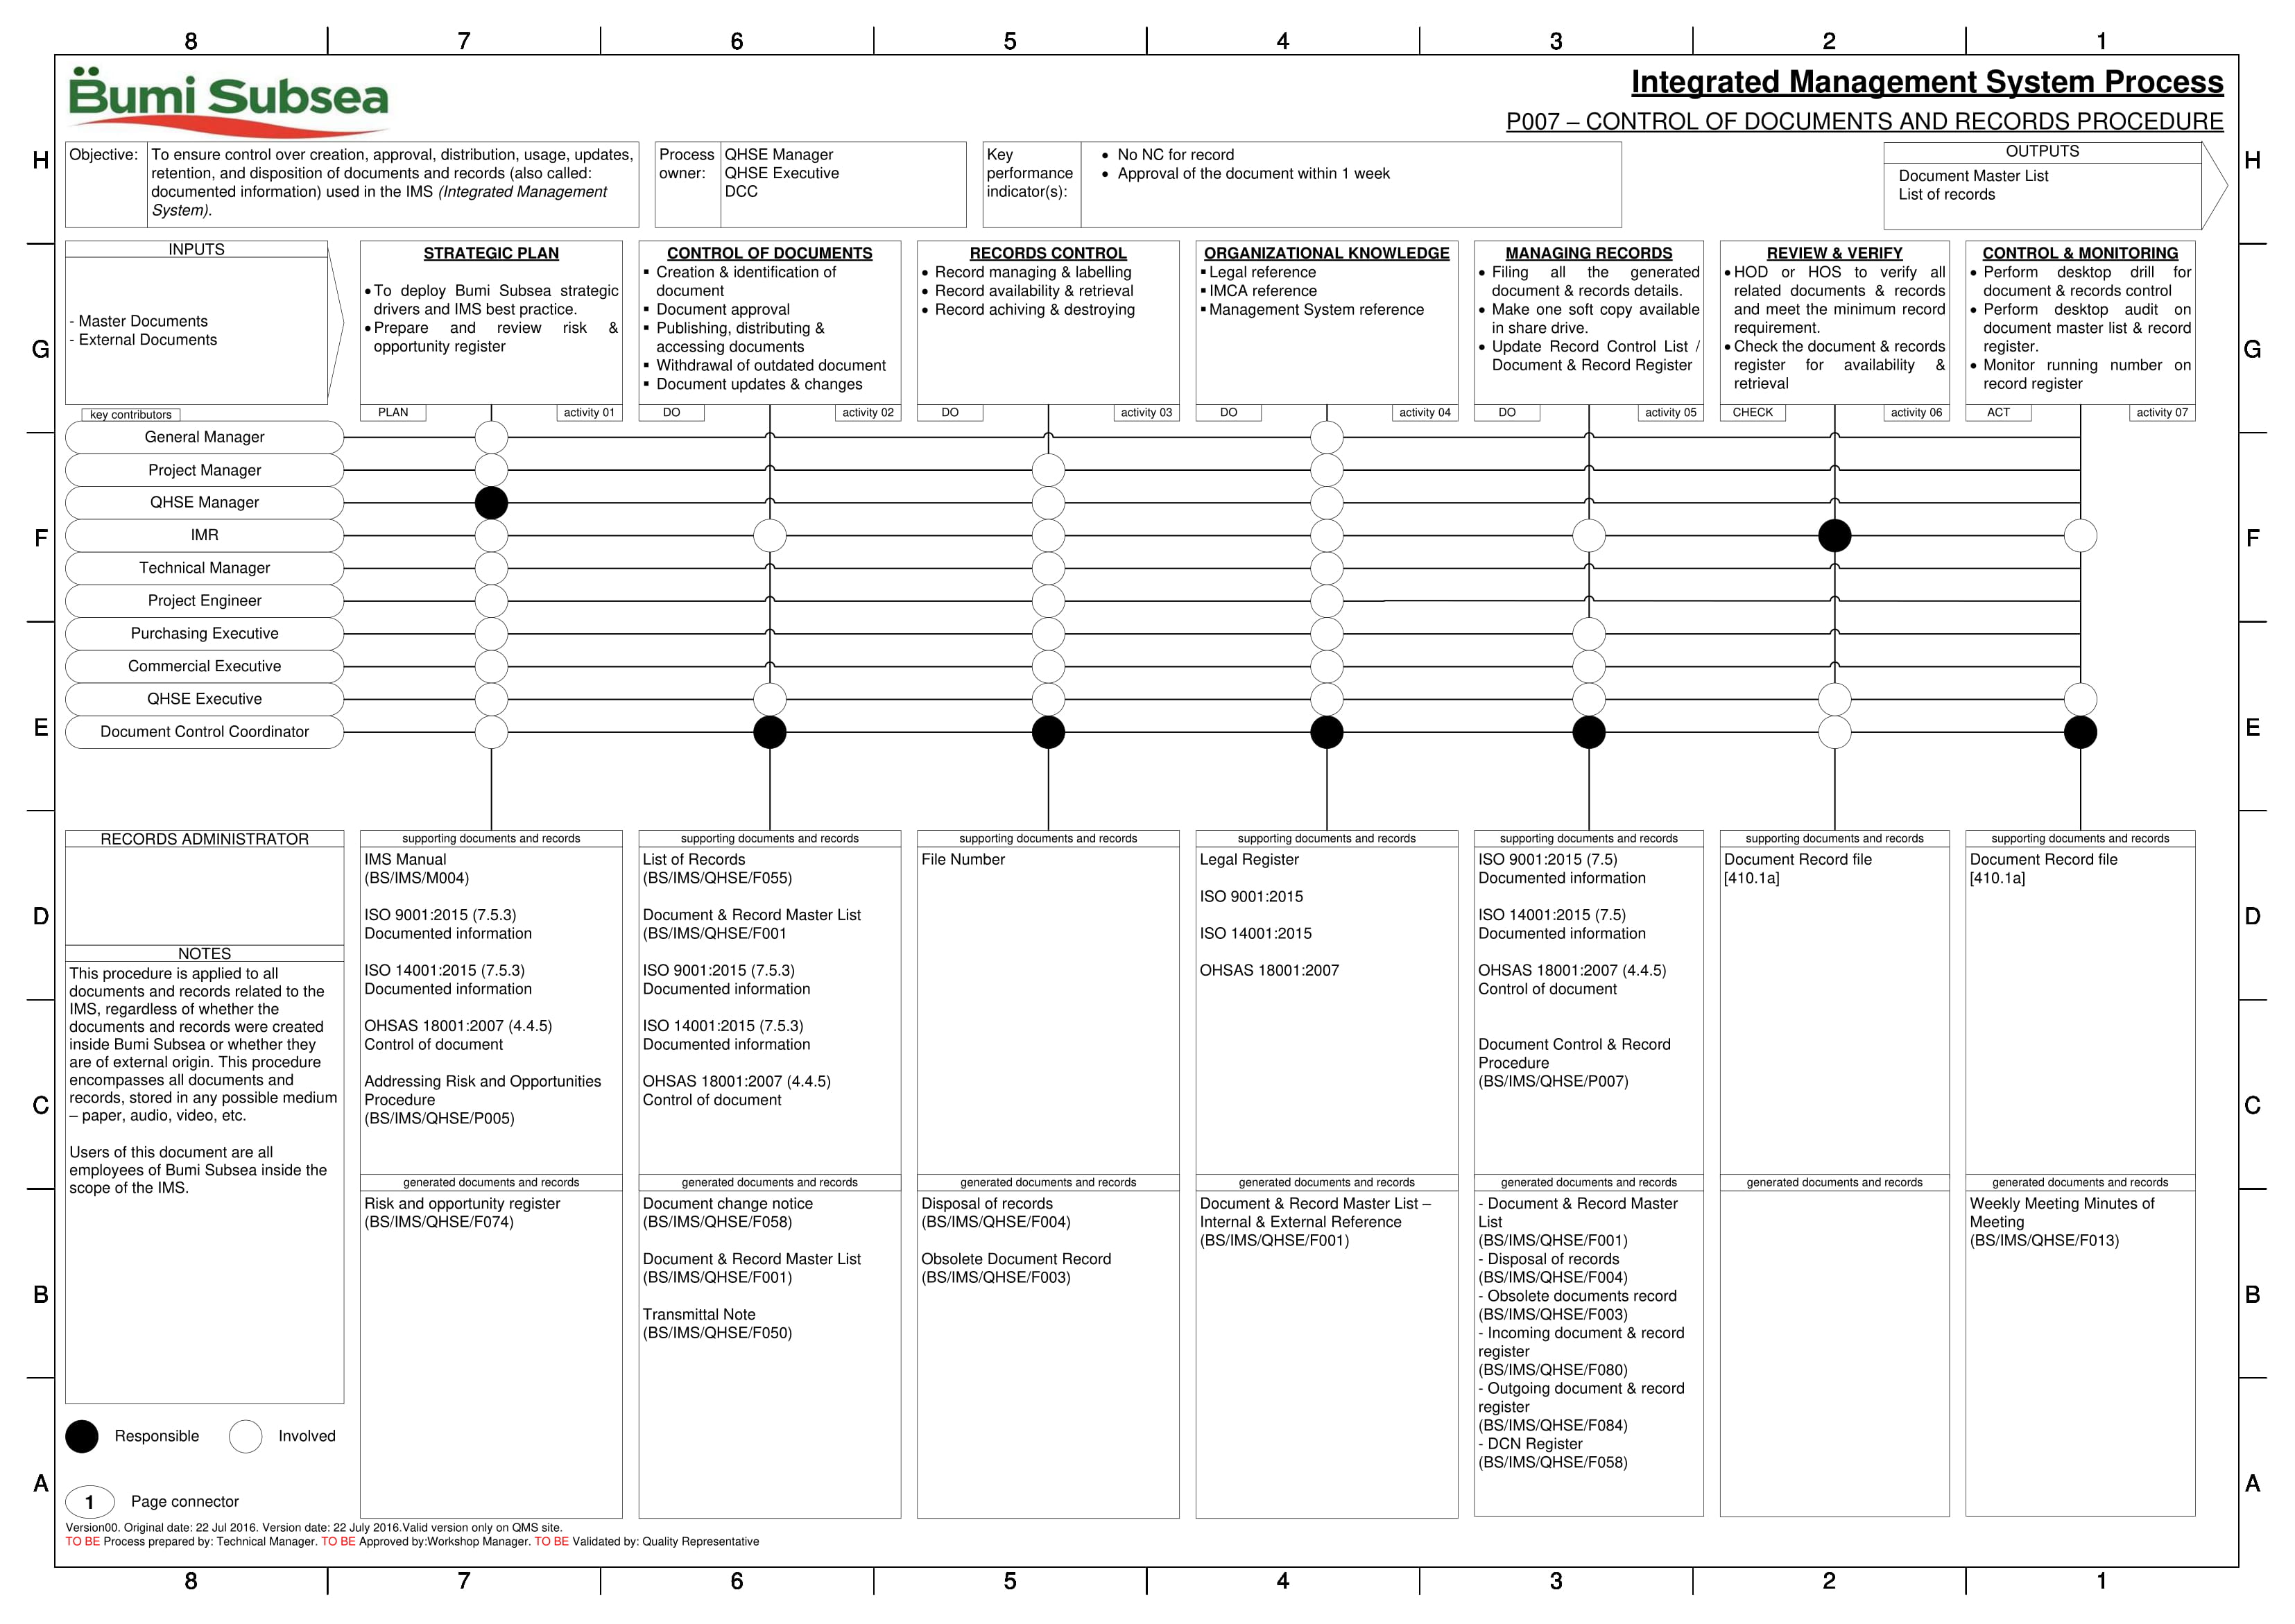 8 7 6 5 4 3 2 1
Bumi Subsea
Integrated Management System Process
P007 – CONTROL OF DOCUMENTS AND RECORDS PROCEDURE
H
H
Objective:
To ensure control over creation, approval, distribution, usage, updates,
retention, and disposition of documents and records (also called:
documented information) used in the IMS (Integrated Management
System).
Process
owner:
QHSE Manager
QHSE Executive
DCC
Key
performance
indicator(s):
• No NC for record
• Approval of the document within 1 week
OUTPUTS
Document Master List
List of records
G
G
INPUTS
- Master Documents
- External Documents
STRATEGIC PLAN
• To deploy Bumi Subsea strategic
drivers and IMS best practice.
• Prepare and review risk &
opportunity register
PLAN
activity 01
CONTROL OF DOCUMENTS
▪ Creation & identification of
document
▪ Document approval
▪ Publishing, distributing &
accessing documents
▪ Withdrawal of outdated document
▪ Document updates & changes
DO
activity 02
RECORDS CONTROL
• Record managing & labelling
• Record availability & retrieval
• Record achiving & destroying
DO
activity 03
ORGANIZATIONAL KNOWLEDGE
▪ Legal reference
▪ IMCA reference
▪ Management System reference
DO
activity 04
MANAGING RECORDS
• Filing all the generated
document & records details.
• Make one soft copy available
in share drive.
• Update Record Control List /
Document & Record Register
DO
activity 05
REVIEW & VERIFY
• HOD or HOS to verify all
related documents & records
and meet the minimum record
requirement.
• Check the document & records
register for availability &
retrieval
CHECK
activity 06
CONTROL & MONITORING
• Perform desktop drill for
document & records control
• Perform desktop audit on
document master list & record
register.
• Monitor running number on
record register
ACT
activity 07
key contributors
General Manager
Project Manager
QHSE Manager
F
F
IMR
Technical Manager
Project Engineer
Purchasing Executive
Commercial Executive
QHSE Executive
E
E
Document Control Coordinator
RECORDS ADMINISTRATOR
D
D
NOTES
This procedure is applied to all
documents and records related to the
IMS, regardless of whether the
documents and records were created
inside Bumi Subsea or whether they
are of external origin. This procedure
encompasses all documents and
records, stored in any possible medium
– paper, audio, video, etc.
Users of this document are all
employees of Bumi Subsea inside the
scope of the IMS.
C
C
supporting documents and records
IMS Manual
(BS/IMS/M004)
ISO 9001:2015 (7.5.3)
Documented information
ISO 14001:2015 (7.5.3)
Documented information
OHSAS 18001:2007 (4.4.5)
Control of document
Addressing Risk and Opportunities
Procedure
(BS/IMS/QHSE/P005)
generated documents and records
Risk and opportunity register
(BS/IMS/QHSE/F074)
supporting documents and records
List of Records
(BS/IMS/QHSE/F055)
Document & Record Master List
(BS/IMS/QHSE/F001
ISO 9001:2015 (7.5.3)
Documented information
ISO 14001:2015 (7.5.3)
Documented information
OHSAS 18001:2007 (4.4.5)
Control of document
generated documents and records
Document change notice
(BS/IMS/QHSE/F058)
Document & Record Master List
(BS/IMS/QHSE/F001)
Transmittal Note
(BS/IMS/QHSE/F050)
supporting documents and records
File Number
generated documents and records
Disposal of records
(BS/IMS/QHSE/F004)
Obsolete Document Record
(BS/IMS/QHSE/F003)
supporting documents and records
Legal Register
ISO 9001:2015
ISO 14001:2015
OHSAS 18001:2007
generated documents and records
Document & Record Master List –
Internal & External Reference
(BS/IMS/QHSE/F001)
supporting documents and records
ISO 9001:2015 (7.5)
Documented information
ISO 14001:2015 (7.5)
Documented information
OHSAS 18001:2007 (4.4.5)
Control of document
Document Control & Record
Procedure
(BS/IMS/QHSE/P007)
generated documents and records
- Document & Record Master
List
(BS/IMS/QHSE/F001)
- Disposal of records
(BS/IMS/QHSE/F004)
- Obsolete documents record
(BS/IMS/QHSE/F003)
- Incoming document & record
register
(BS/IMS/QHSE/F080)
- Outgoing document & record
register
(BS/IMS/QHSE/F084)
- DCN Register
(BS/IMS/QHSE/F058)
supporting documents and records
Document Record file
[410.1a]
generated documents and records
supporting documents and records
Document Record file
[410.1a]
generated documents and records
Weekly Meeting Minutes of
Meeting
(BS/IMS/QHSE/F013)
B
B
Responsible
Involved
A
A
1 Page connector
Version00. Original date: 22 Jul 2016. Version date: 22 July 2016.Valid version only on QMS site.
TO BE Process prepared by: Technical Manager. TO BE Approved by:Workshop Manager. TO BE Validated by: Quality Representative
8 7 6 5 4 3 2 1